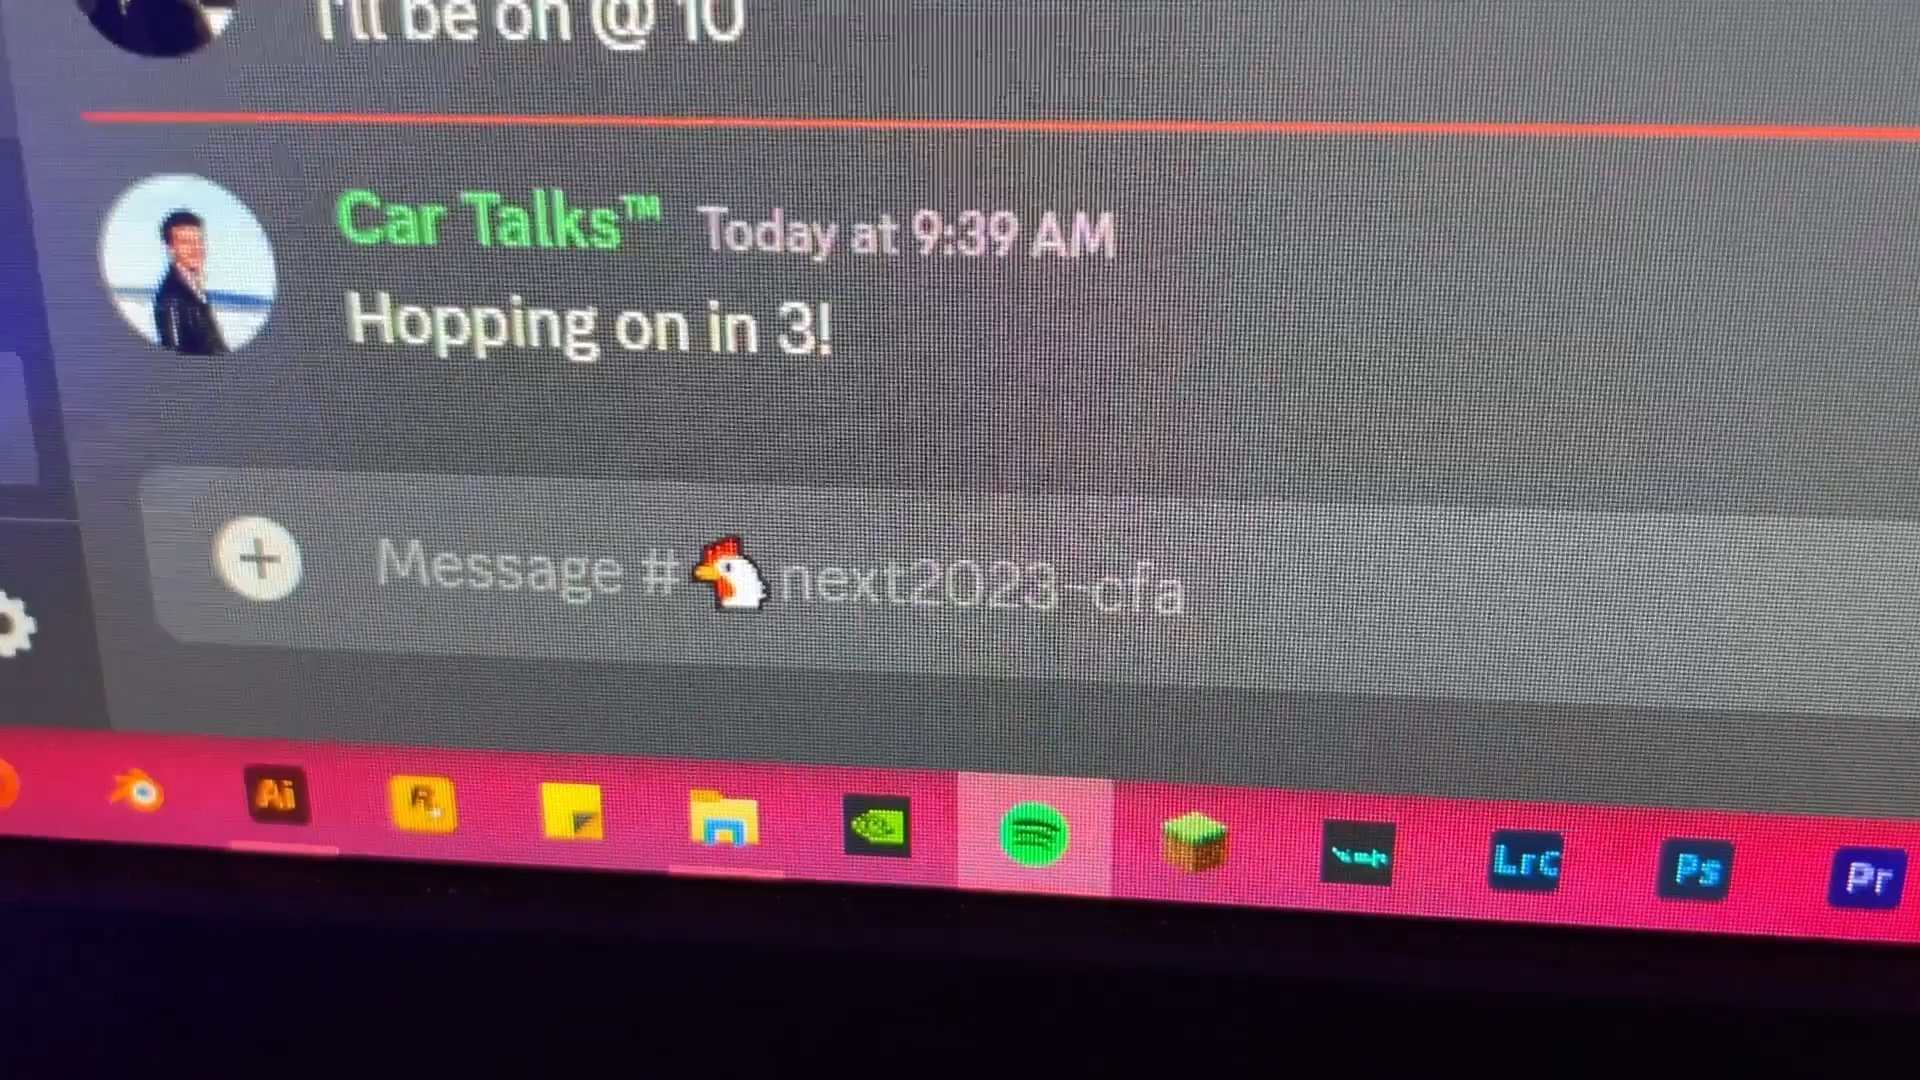 I'll be on @ 10
Car Talks™ Today at 9:39 AM
Hopping on in 3!
Message #🐔next2023-cfa
Ai
R.
LrC
Ps
Pr